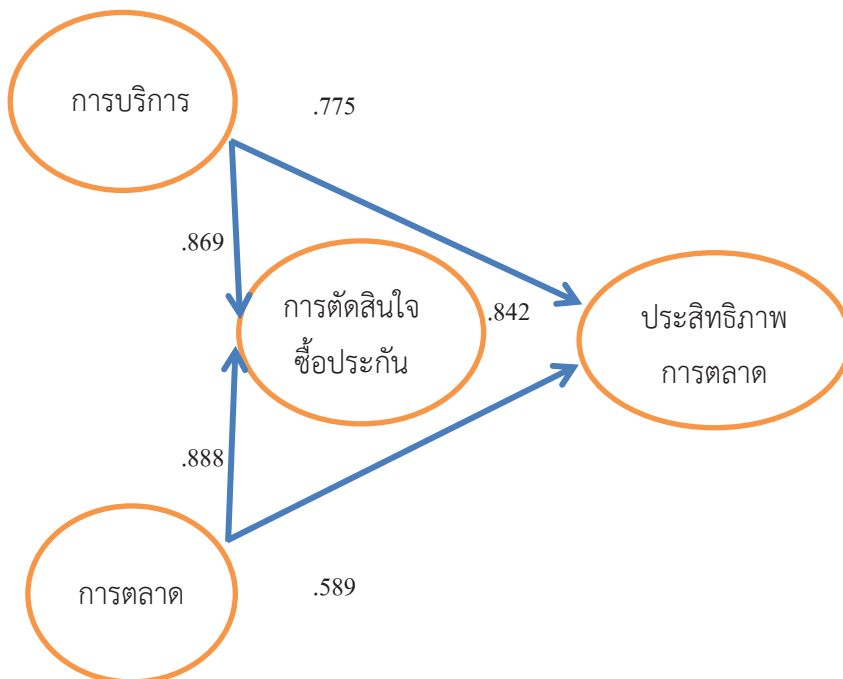 การบริการ
.775
.869
การตัดสินใจ
ซื้อประกัน
.842
ประสิทธิภาพ
การตลาด
.888
การตลาด
.589